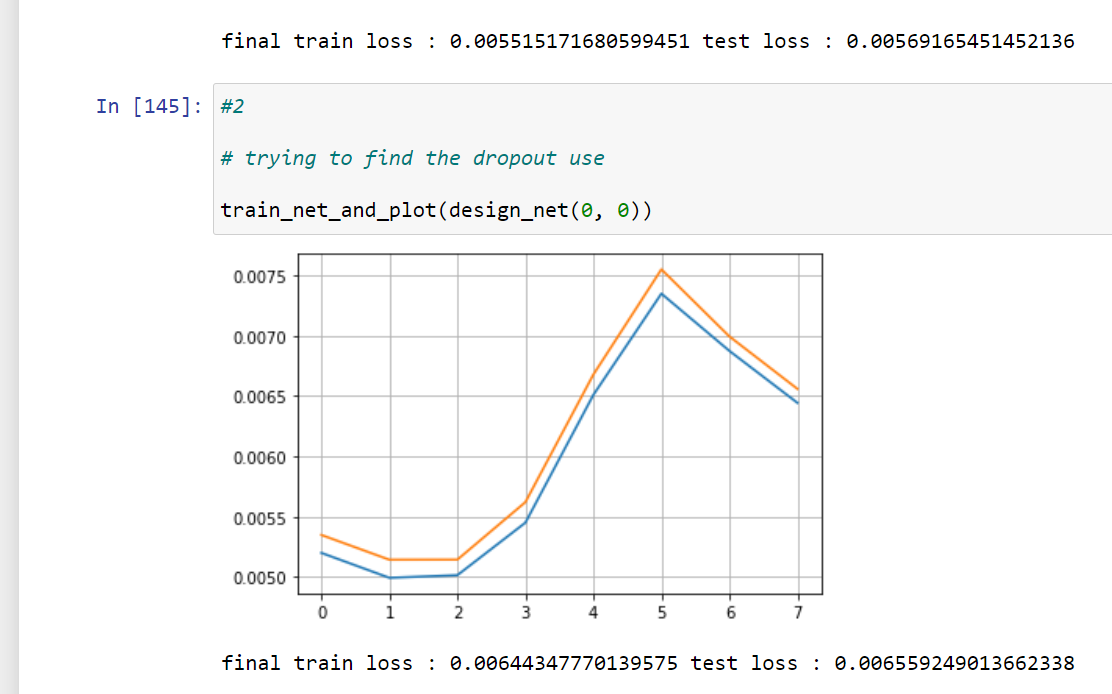 final train loss : 0.005515171680599451 test loss : 0.00569165451452136
In [145]:
#2
# trying to find the dropout use
train_net_and_plot(design_net(0, 0))
0.0075
0.0070
0.0065
0.0060
0.0055
0.0050
0 1 2 3 4 5 6 7
final train loss : 0.00644347770139575 test loss : 0.006559249013662338